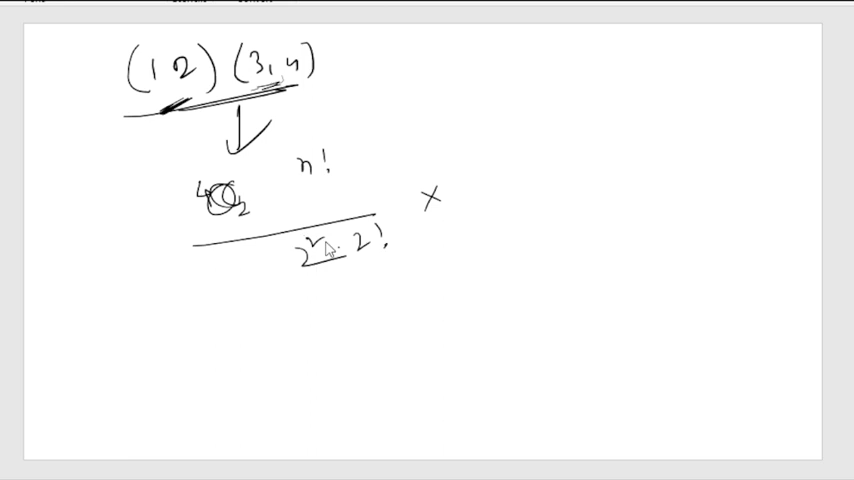 (1 2) (3, 4)
n!
2² · 2!
×